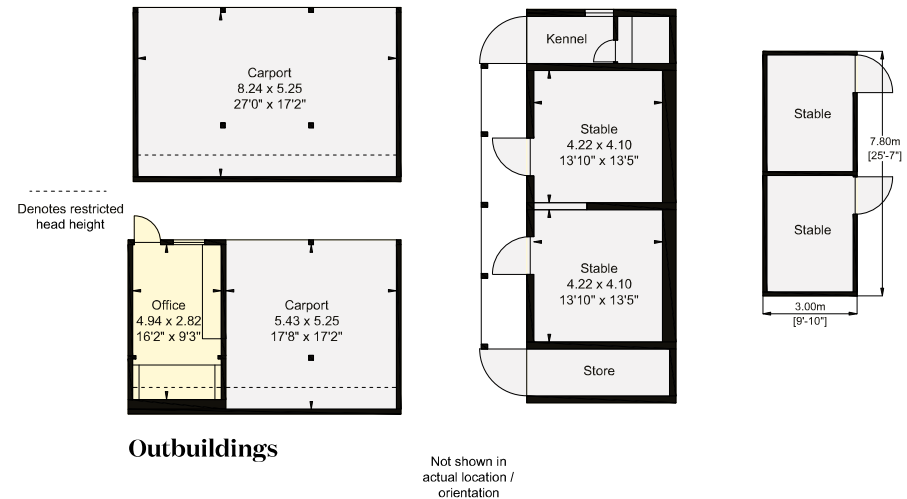 Carport
8.24 x 5.25
27'0" x 17'2"
Denotes restricted
head height
Office
4.94 x 2.82
16'2" x 9'3"
Carport
5.43 x 5.25
17'8" x 17'2"
Kennel
Stable
4.22 x 4.10
13'10" x 13'5"
Stable
4.22 x 4.10
13'10" x 13'5"
Store
Stable
7.80m
[25'-7"]
Stable
3.00m
[9'-10"]
Outbuildings
Not shown in
actual location /
orientation